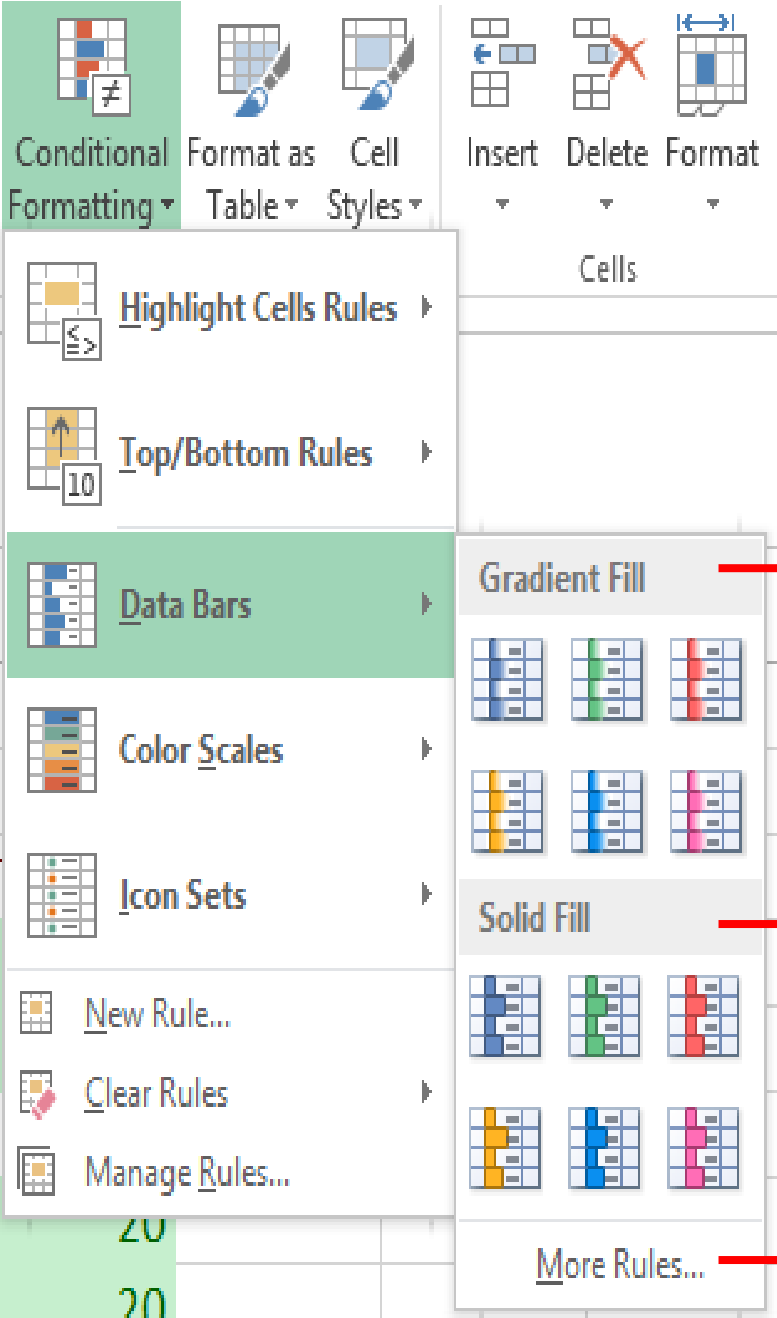 Conditional Formatting
Format as Table
Cell Styles
Insert
Delete
Format
Cells
≠
Highlight Cells Rules
≤ >
Top/Bottom Rules
10
Data Bars
Color Scales
Icon Sets
New Rule...
Clear Rules
Manage Rules...
Gradient Fill
Solid Fill
More Rules...
20
20